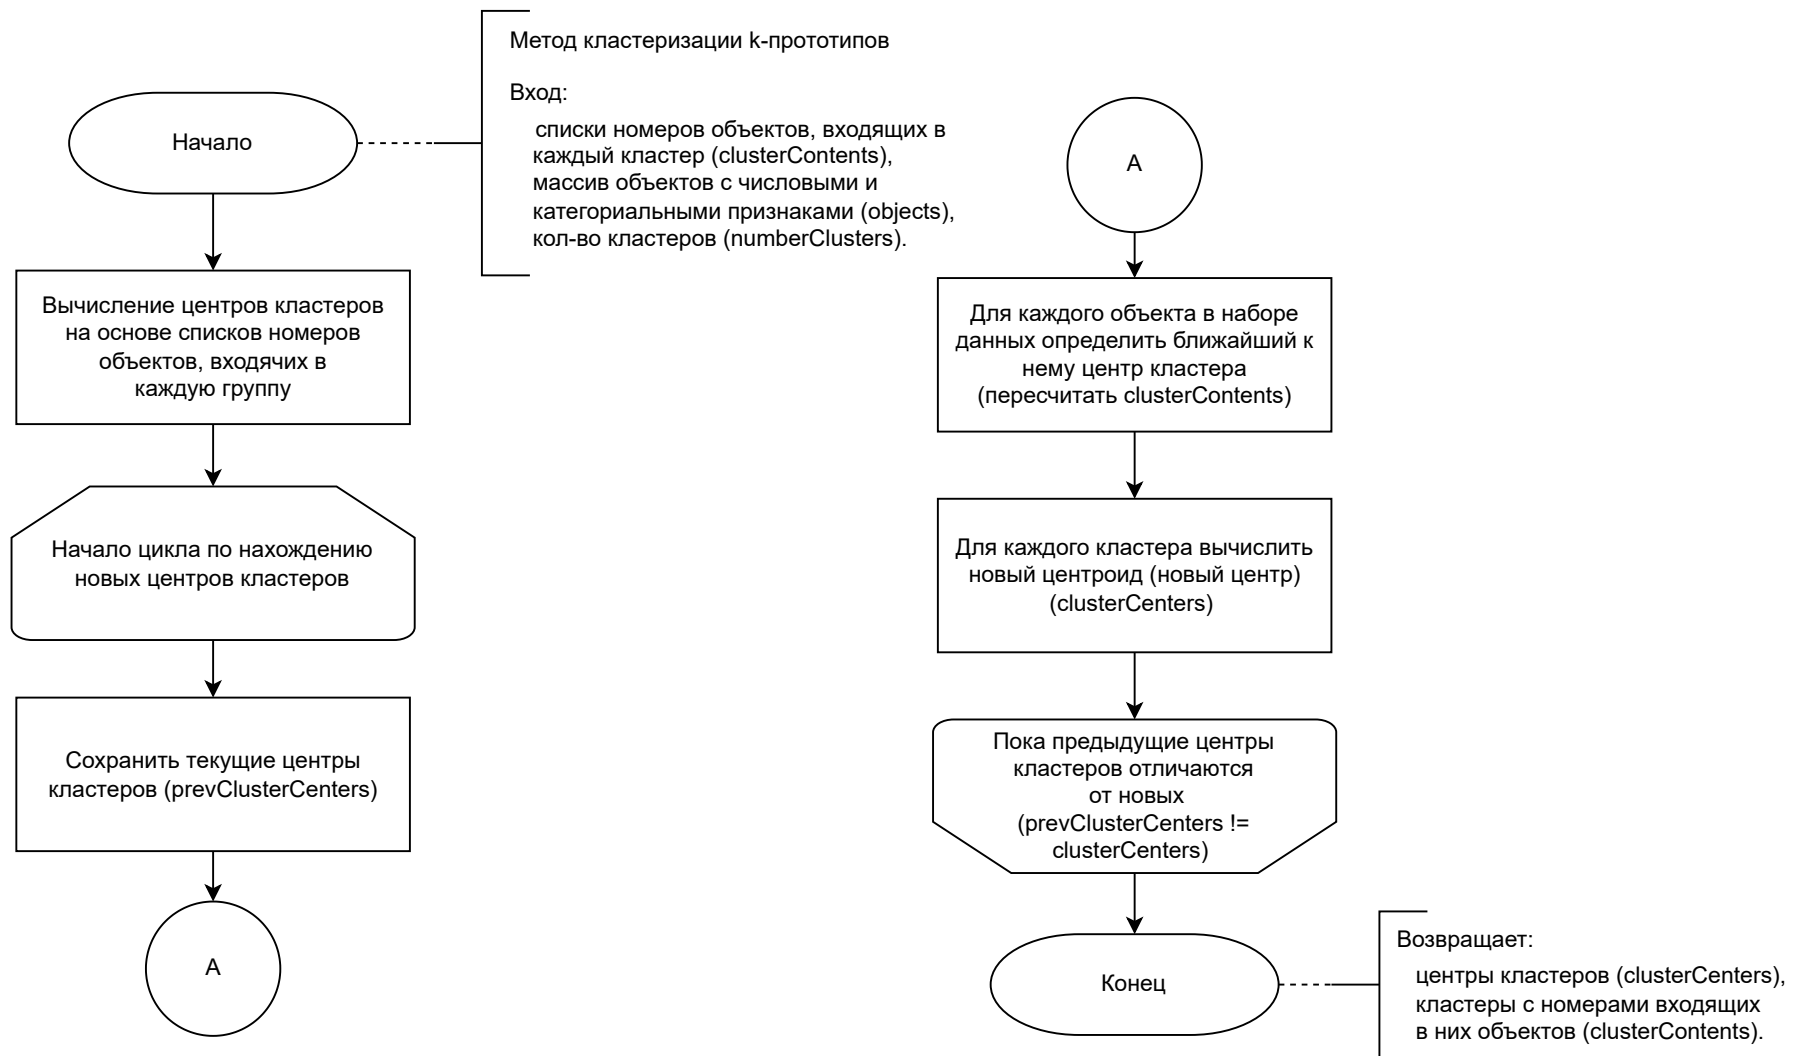 Метод кластеризации k-прототипов
Вход:
списки номеров объектов, входящих в
каждый кластер (clusterContents),
массив объектов с числовыми и
категориальными признаками (objects),
кол-во кластеров (numberClusters).
Начало
Вычисление центров кластеров
на основе списков номеров
объектов, входячих в
каждую группу
Начало цикла по нахождению
новых центров кластеров
Сохранить текущие центры
кластеров (prevClusterCenters)
А
А
Для каждого объекта в наборе
данных определить ближайший к
нему центр кластера
(пересчитать clusterContents)
Для каждого кластера вычислить
новый центроид (новый центр)
(clusterCenters)
Пока предыдущие центры
кластеров отличаются
от новых
(prevClusterCenters !=
clusterCenters)
Конец
Возвращает:
центры кластеров (clusterCenters),
кластеры с номерами входящих
в них объектов (clusterContents).